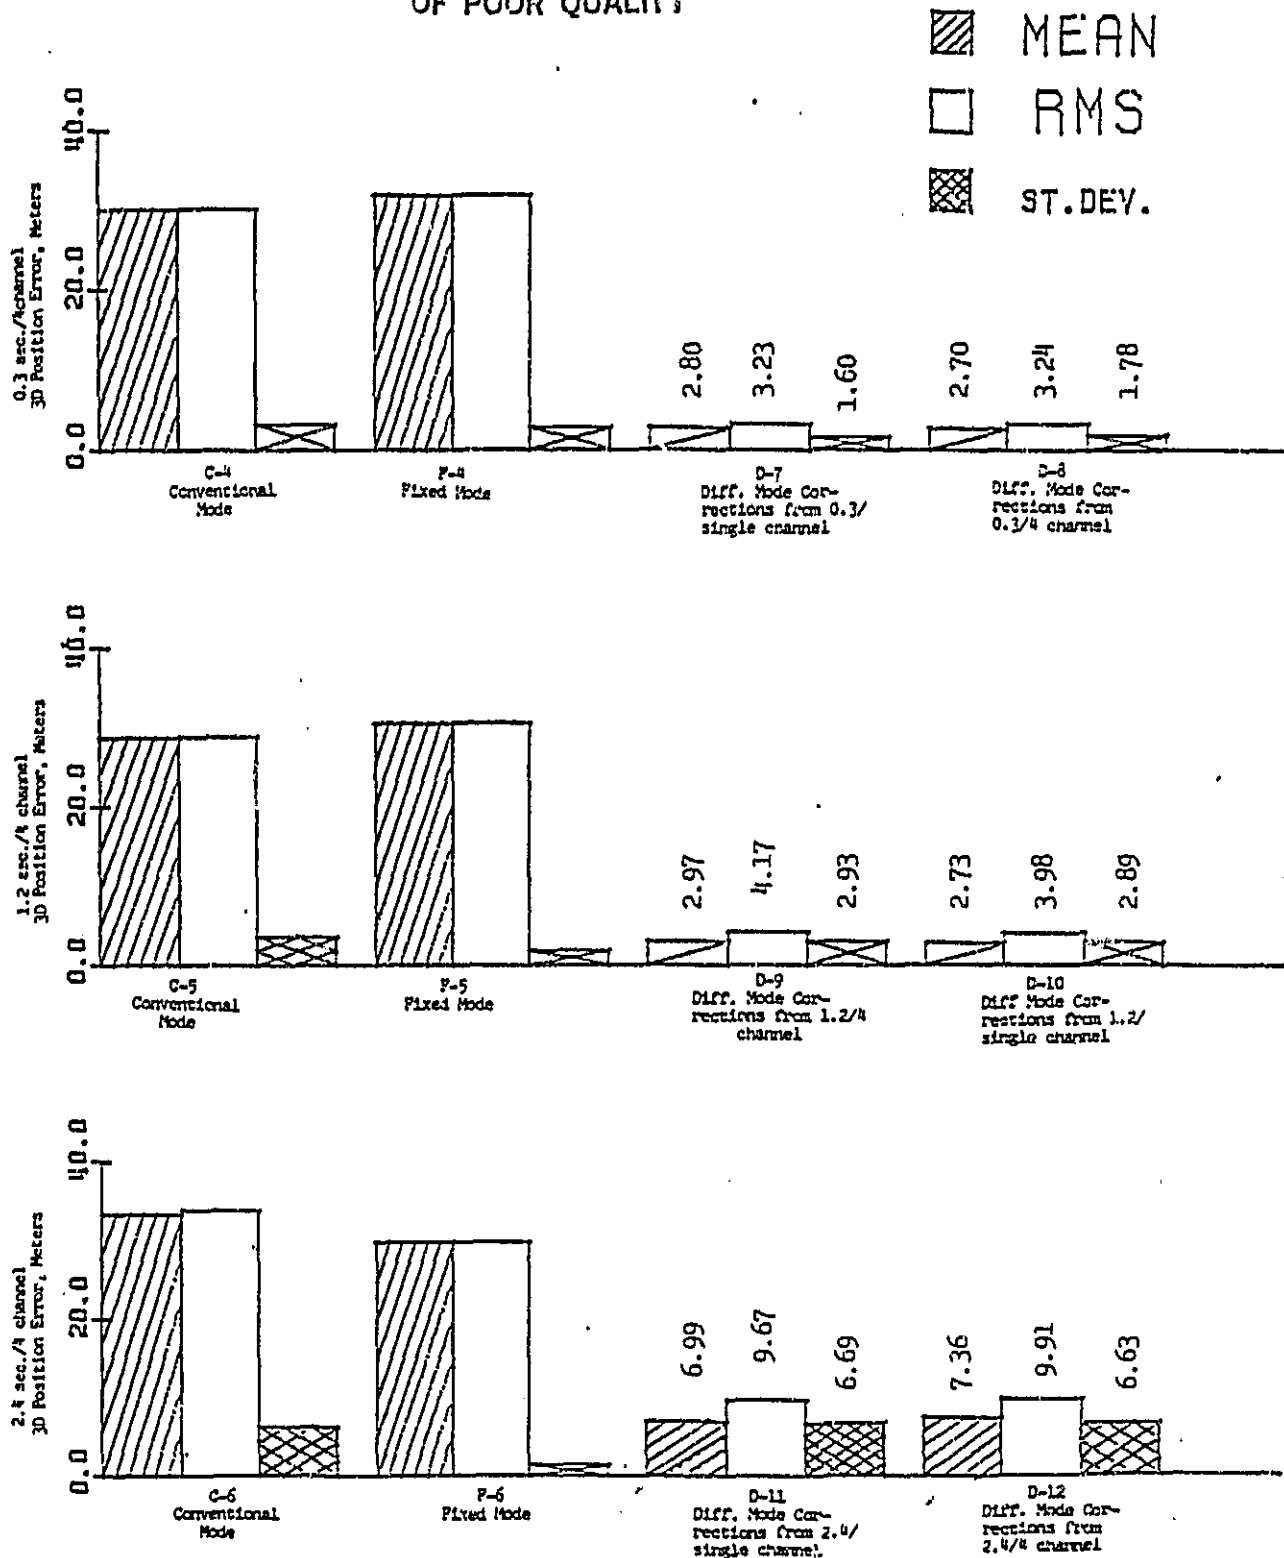 OF POOR QUALITY
MEAN
RMS
ST.DEV.
0.3 sec./4channel
3D Position Error, Meters
40.0
20.0
0.0
2.80
3.23
1.60
2.70
3.24
1.78
C-4
Conventional
Mode
F-4
Fixed Mode
D-7
Diff. Mode Cor-
rections from 0.3/
single channel
D-8
Diff. Mode Cor-
rections from
0.3/4 channel
1.2 sec./4 channel
3D Position Error, Meters
40.0
20.0
0.0
2.97
4.17
2.93
2.73
3.98
2.89
C-5
Conventional
Mode
F-5
Fixed Mode
D-9
Diff. Mode Cor-
rections from 1.2/4
channel
D-10
Diff Mode Cor-
rections from 1.2/
single channel
2.4 sec./4 channel
3D Position Error, Meters
40.0
20.0
0.0
6.99
9.67
6.69
7.36
9.91
6.63
C-6
Conventional
Mode
F-6
Fixed Mode
D-11
Diff. Mode Cor-
rections from 2.4/
single channel.
D-12
Diff. Mode Cor-
rections from
2.4/4 channel